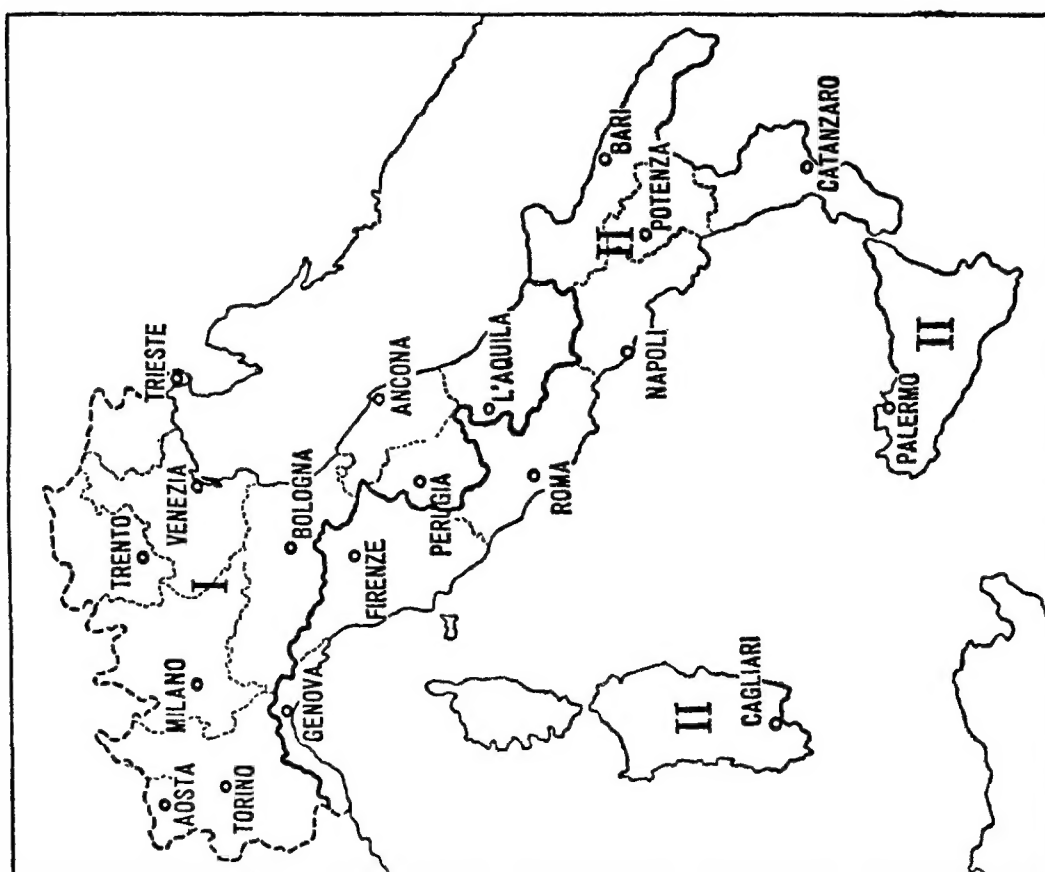 AOSTA
TORINO
MILANO
GENOVA
TRENTO
VENEZIA
I
TRIESTE
BOLOGNA
FIRENZE
PERUGIA
ANCONA
ROMA
L'AQUILA
NAPOLI
II
POTENZA
BARI
CATANZARO
PALERMO
II
II
CAGLIARI